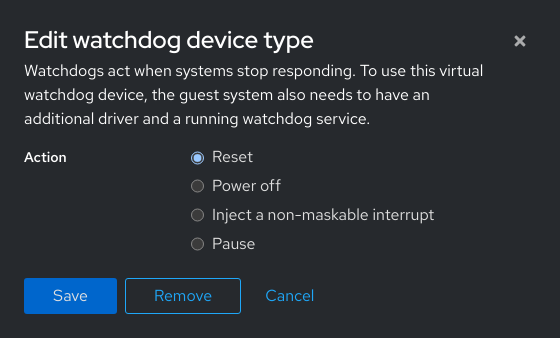 Edit watchdog device type
Watchdogs act when systems stop responding. To use this virtual
watchdog device, the guest system also needs to have an
additional driver and a running watchdog service.
Action
Reset
Power off
Inject a non-maskable interrupt
Pause
Save
Remove
Cancel